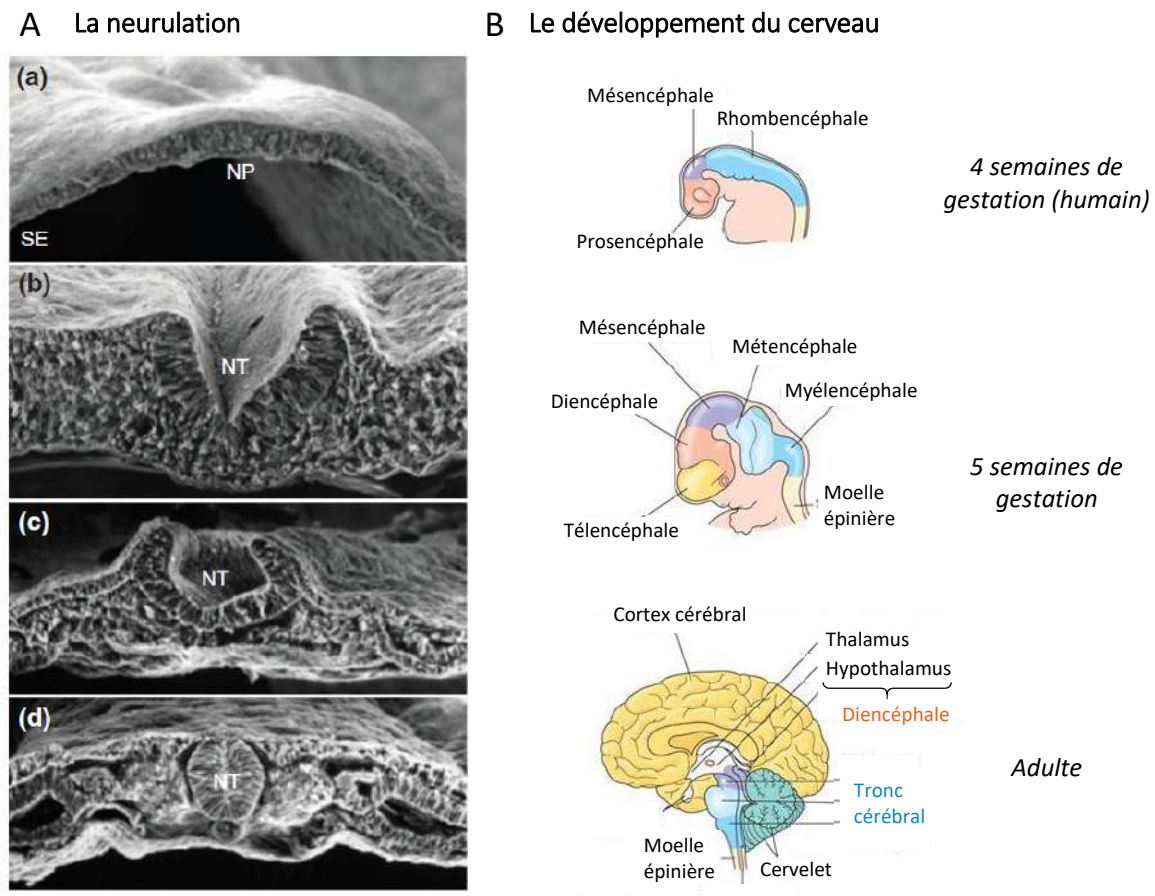 A La neurulation
(a)
NP
SE
(b)
NT
(c)
NT
(d)
NT
B Le développement du cerveau
Mésencéphale
Rhombencéphale
Prosencéphale
4 semaines de
gestation (humain)
Mésencéphale
Métencéphale
Myélencéphale
Diencéphale
Moelle
épinière
Télencéphale
5 semaines de
gestation
Cortex cérébral
Thalamus
Hypothalamus
Diencéphale
Tronc
cérébral
Moelle
épinière
Cervelet
Adulte